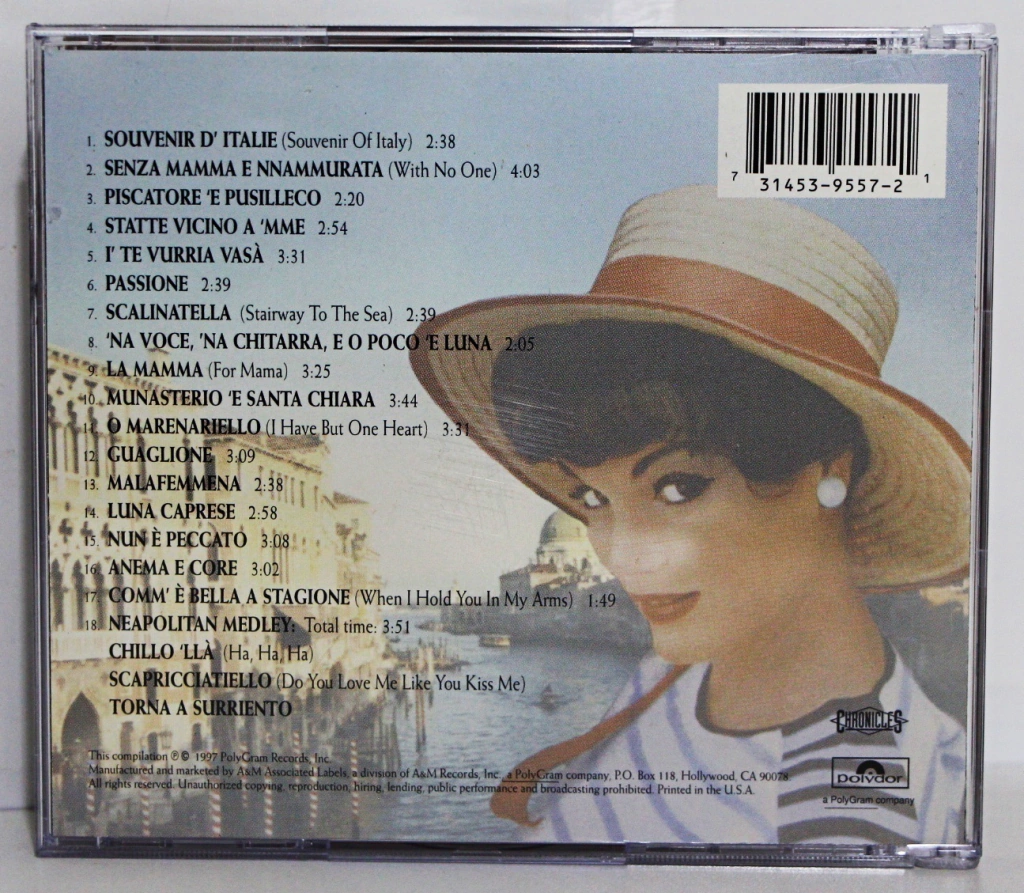 7 31453-9557-2 1
1. SOUVENIR D' ITALIE (Souvenir Of Italy) 2:38
2. SENZA MAMMA E NNAMMURATA (With No One) 4:03
3. PISCATORE 'E PUSILLECO 2:20
4. STATTE VICINO A 'MME 2:54
5. I' TE VURRIA VASÀ 3:31
6. PASSIONE 2:39
7. SCALINATELLA (Stairway To The Sea) 2:39
8. 'NA VOCE, 'NA CHITARRA, E O POCO 'E LUNA 2:05
9. LA MAMMA (For Mama) 3:25
10. MUNASTERIO 'E SANTA CHIARA 3:44
11. O MARENARIELLO (I Have But One Heart) 3:31
12. GUAGLIONE 3:09
13. MALAFEMMENA 2:38
14. LUNA CAPRESE 2:58
15. NUN È PECCATO 3:08
16. ANEMA E CORE 3:02
17. COMM' È BELLA A STAGIONE (When I Hold You In My Arms) 1:49
18. NEAPOLITAN MEDLEY: Total time: 3:51
CHILLO 'LLÀ (Ha, Ha, Ha)
SCAPRICCIATIELLO (Do You Love Me Like You Kiss Me)
TORNA A SURRIENTO
CHRONICLES
This compilation ℗ © 1997 PolyGram Records, Inc.
Manufactured and marketed by A&M Associated Labels, a division of A&M Records, Inc., a PolyGram company, P.O. Box 118, Hollywood, CA 90078.
All rights reserved. Unauthorized copying, reproduction, hiring, lending, public performance and broadcasting prohibited. Printed in the U.S.A.
polydor
a PolyGram company